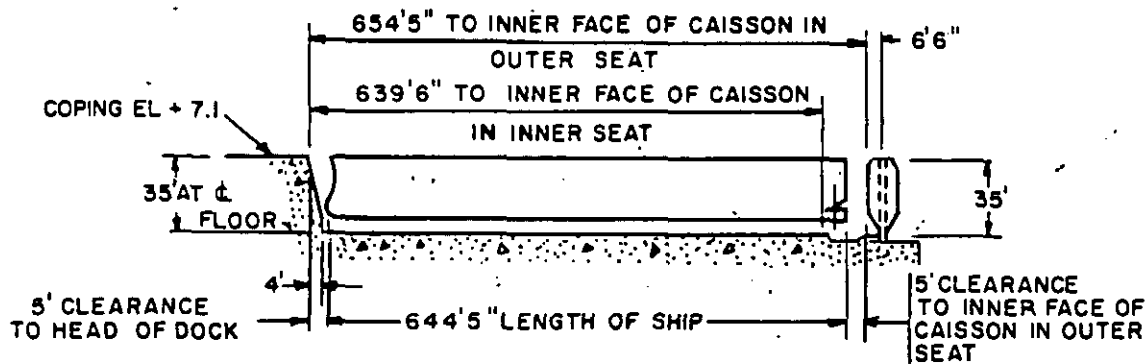 654'5" TO INNER FACE OF CAISSON IN
OUTER SEAT
6'6"
639'6" TO INNER FACE OF CAISSON
IN INNER SEAT
COPING EL + 7.1
35' AT ℄
FLOOR
35'
4'
5' CLEARANCE
TO HEAD OF DOCK
644'5" LENGTH OF SHIP
5' CLEARANCE
TO INNER FACE OF
CAISSON IN OUTER
SEAT